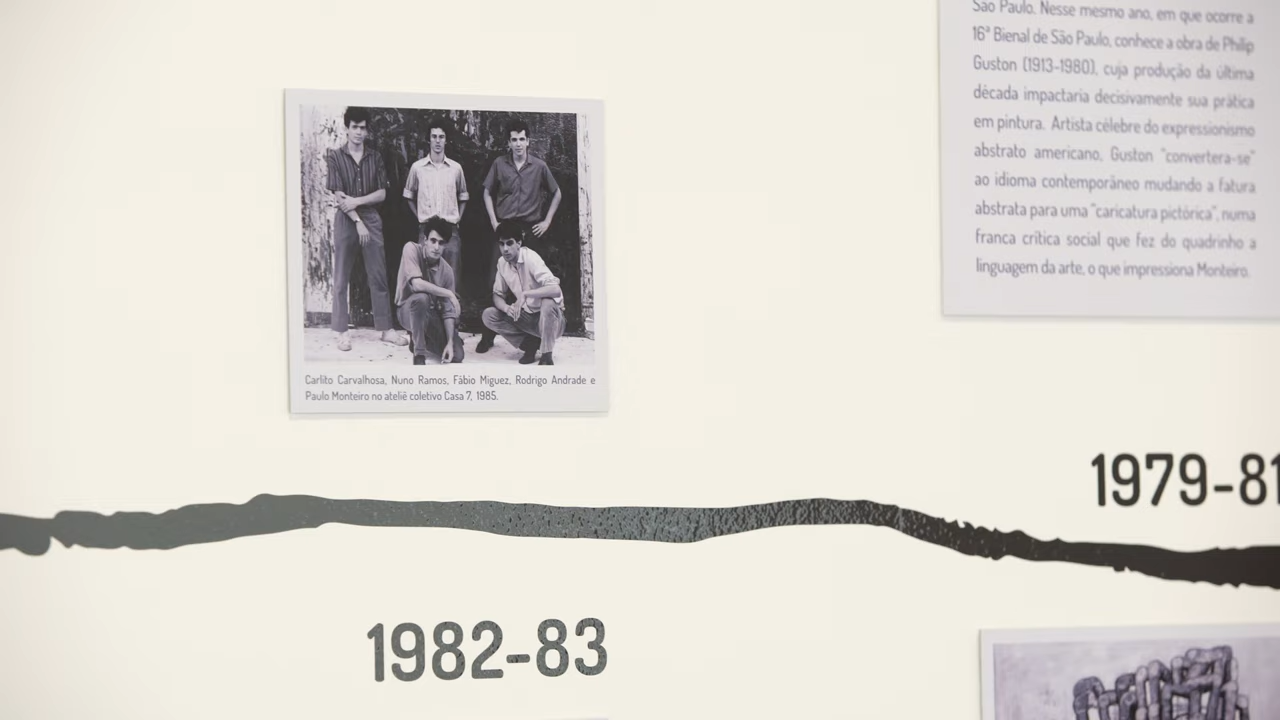 Carlito Carvalhosa, Nuno Ramos, Fábio Miguez, Rodrigo Andrade e
Paulo Monteiro no ateliê coletivo Casa 7, 1985.
1982-83
São Paulo. Nesse mesmo ano, em que ocorre a
16ª Bienal de São Paulo, conhece a obra de Philip
Guston (1913-1980), cuja produção da última
década impactaria decisivamente sua prática
em pintura. Artista célebre do expressionismo
abstrato americano, Guston "convertera-se"
ao idioma contemporâneo mudando a fatura
abstrata para uma "caricatura pictórica", numa
franca crítica social que fez do quadrinho a
linguagem da arte, o que impressiona Monteiro.
1979-81